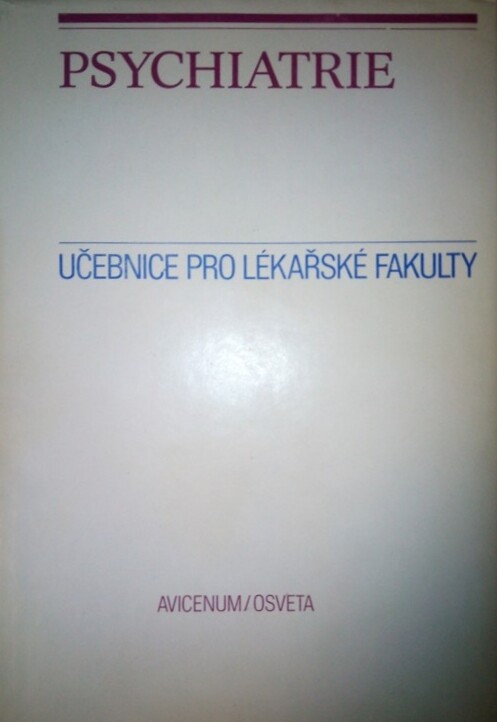 PSYCHIATRIE
UČEBNICE PRO LÉKAŘSKÉ FAKULTY
AVICENUM/OSVETA